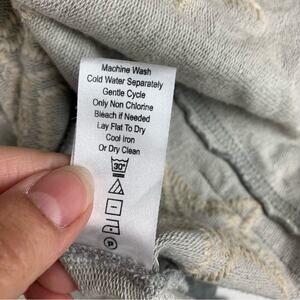 Machine Wash
Cold Water Separately
Gentle Cycle
Only Non Chlorine
Bleach if Needed
Lay Flat To Dry
Cool Iron
Or Dry Clean
30°
P